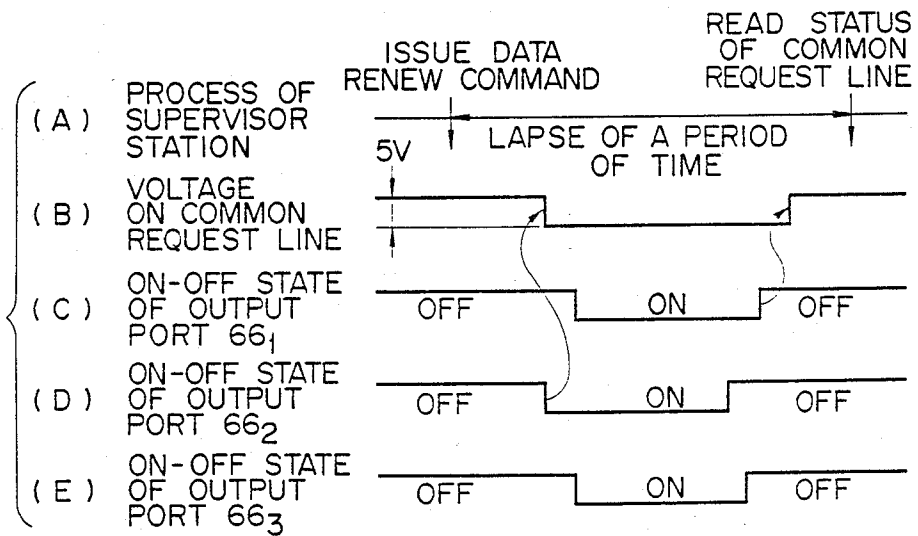 ISSUE DATA
RENEW COMMAND
READ STATUS
OF COMMON
REQUEST LINE
(A) PROCESS OF
SUPERVISOR
STATION
LAPSE OF A PERIOD
OF TIME
5V
(B) VOLTAGE
ON COMMON
REQUEST LINE
(C) ON-OFF STATE
OF OUTPUT
PORT 66₁
OFF ON OFF
(D) ON-OFF STATE
OF OUTPUT
PORT 66₂
OFF ON OFF
(E) ON-OFF STATE
OF OUTPUT
PORT 66₃
OFF ON OFF